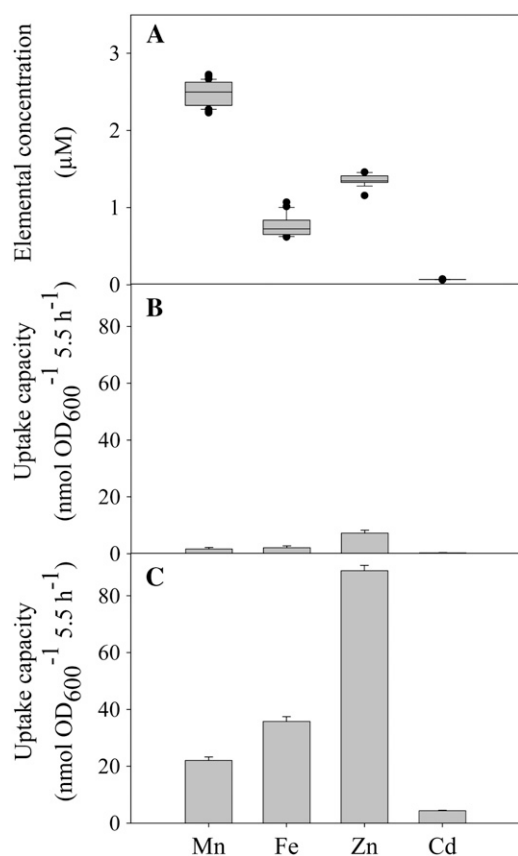 A
Elemental concentration
(µM)
3
2
1
0
B
Uptake capacity
(nmol OD600-1 5.5 h-1)
80
60
40
20
0
C
Uptake capacity
(nmol OD600-1 5.5 h-1)
80
60
40
20
0
Mn Fe Zn Cd